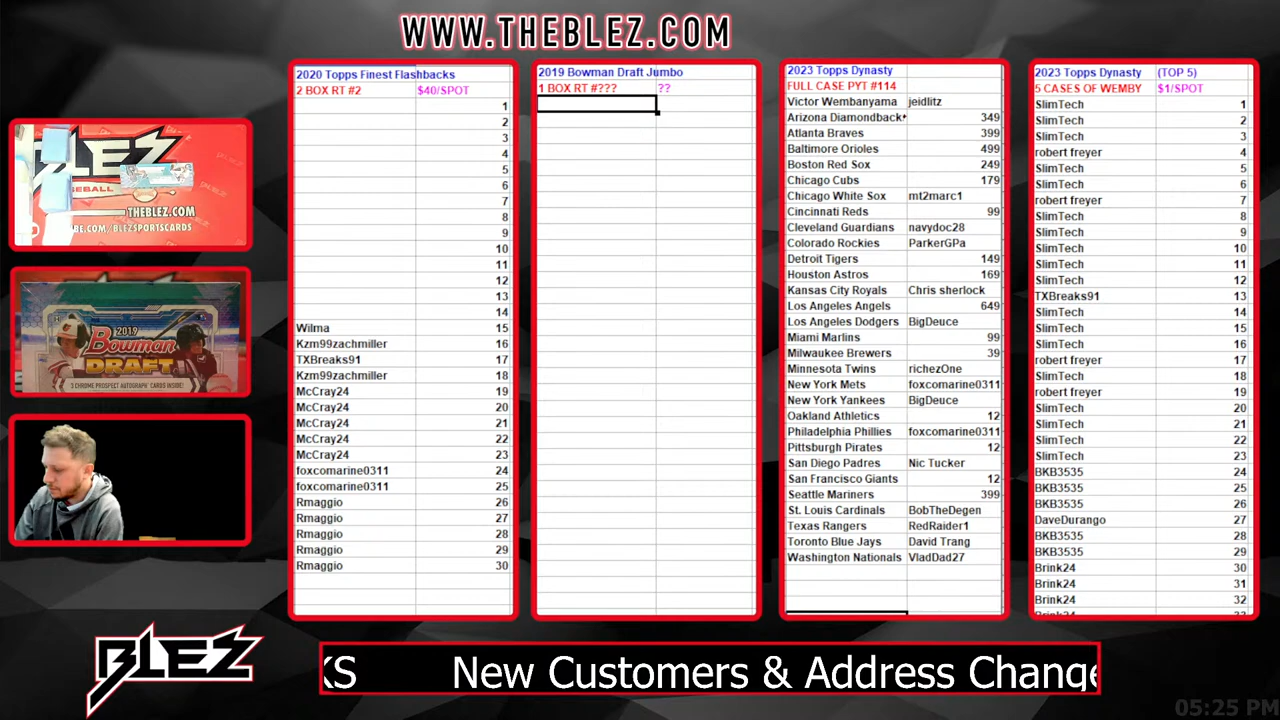 WWW.THEBLEZ.COM
BLEZ
BASEBALL
THEBLEZ.COM
BE.COM/BLEZSPORTSCARDS
2019
Bowman
DRAFT
3 CHROME PROSPECT AUTOGRAPH CARDS INSIDE!
2020 Topps Finest Flashbacks
2 BOX RT #2 $40/SPOT
1
2
3
4
5
6
7
8
9
10
11
12
13
14
Wilma 15
Kzm99zachmiller 16
TXBreaks91 17
Kzm99zachmiller 18
McCray24 19
McCray24 20
McCray24 21
McCray24 22
McCray24 23
foxcomarine0311 24
foxcomarine0311 25
Rmaggio 26
Rmaggio 27
Rmaggio 28
Rmaggio 29
Rmaggio 30
2019 Bowman Draft Jumbo
1 BOX RT #??? ??
2023 Topps Dynasty
FULL CASE PYT #114
Victor Wembanyama jeidlitz
Arizona Diamondback 349
Atlanta Braves 399
Baltimore Orioles 499
Boston Red Sox 249
Chicago Cubs 179
Chicago White Sox mt2marc1
Cincinnati Reds 99
Cleveland Guardians navydoc28
Colorado Rockies ParkerGPa
Detroit Tigers 149
Houston Astros 169
Kansas City Royals Chris sherlock
Los Angeles Angels 649
Los Angeles Dodgers BigDeuce
Miami Marlins 99
Milwaukee Brewers 39
Minnesota Twins richezOne
New York Mets foxcomarine0311
New York Yankees BigDeuce
Oakland Athletics 12
Philadelphia Phillies foxcomarine0311
Pittsburgh Pirates 12
San Diego Padres Nic Tucker
San Francisco Giants 12
Seattle Mariners 399
St. Louis Cardinals BobTheDegen
Texas Rangers RedRaider1
Toronto Blue Jays David Trang
Washington Nationals VladDad27
2023 Topps Dynasty (TOP 5)
5 CASES OF WEMBY $1/SPOT
SlimTech 1
SlimTech 2
SlimTech 3
robert freyer 4
SlimTech 5
SlimTech 6
robert freyer 7
SlimTech 8
SlimTech 9
SlimTech 10
SlimTech 11
SlimTech 12
TXBreaks91 13
SlimTech 14
SlimTech 15
SlimTech 16
robert freyer 17
SlimTech 18
robert freyer 19
SlimTech 20
SlimTech 21
SlimTech 22
SlimTech 23
BKB3535 24
BKB3535 25
BKB3535 26
DaveDurango 27
BKB3535 28
BKB3535 29
Brink24 30
Brink24 31
Brink24 32
BLEZ
KS New Customers & Address Change
05:25 PM